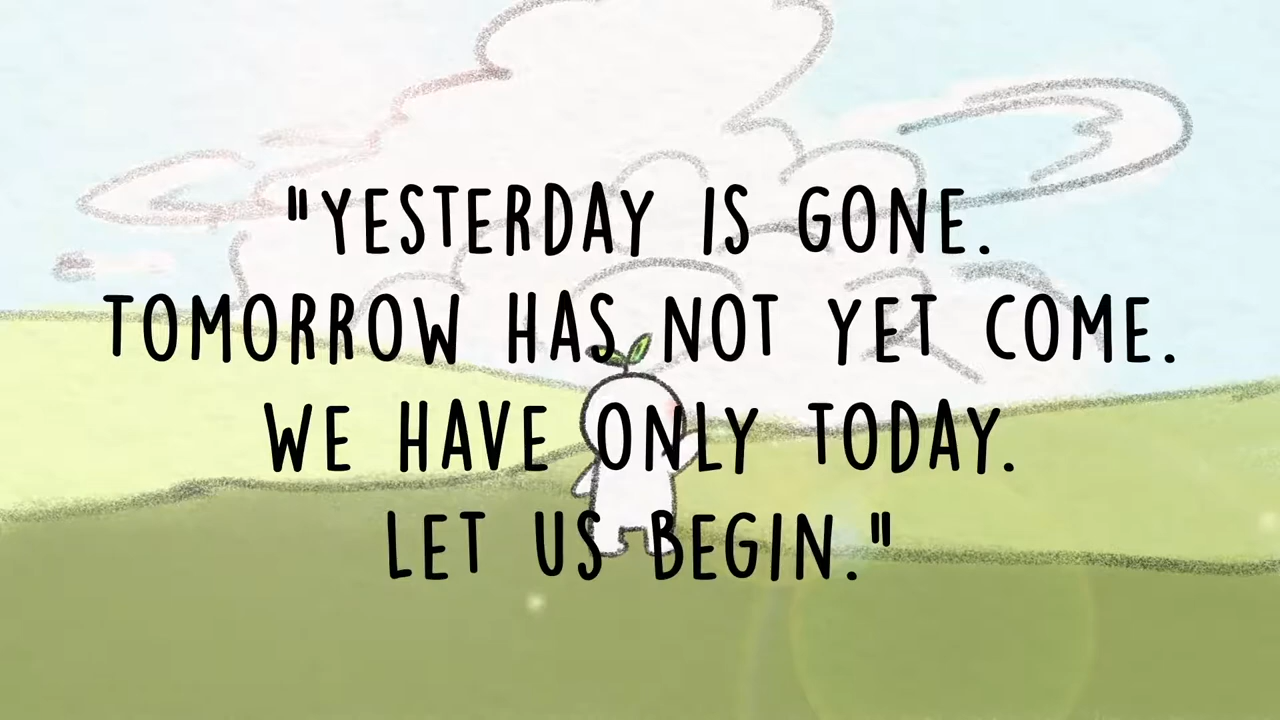 "YESTERDAY IS GONE.
TOMORROW HAS NOT YET COME.
WE HAVE ONLY TODAY.
LET US BEGIN."